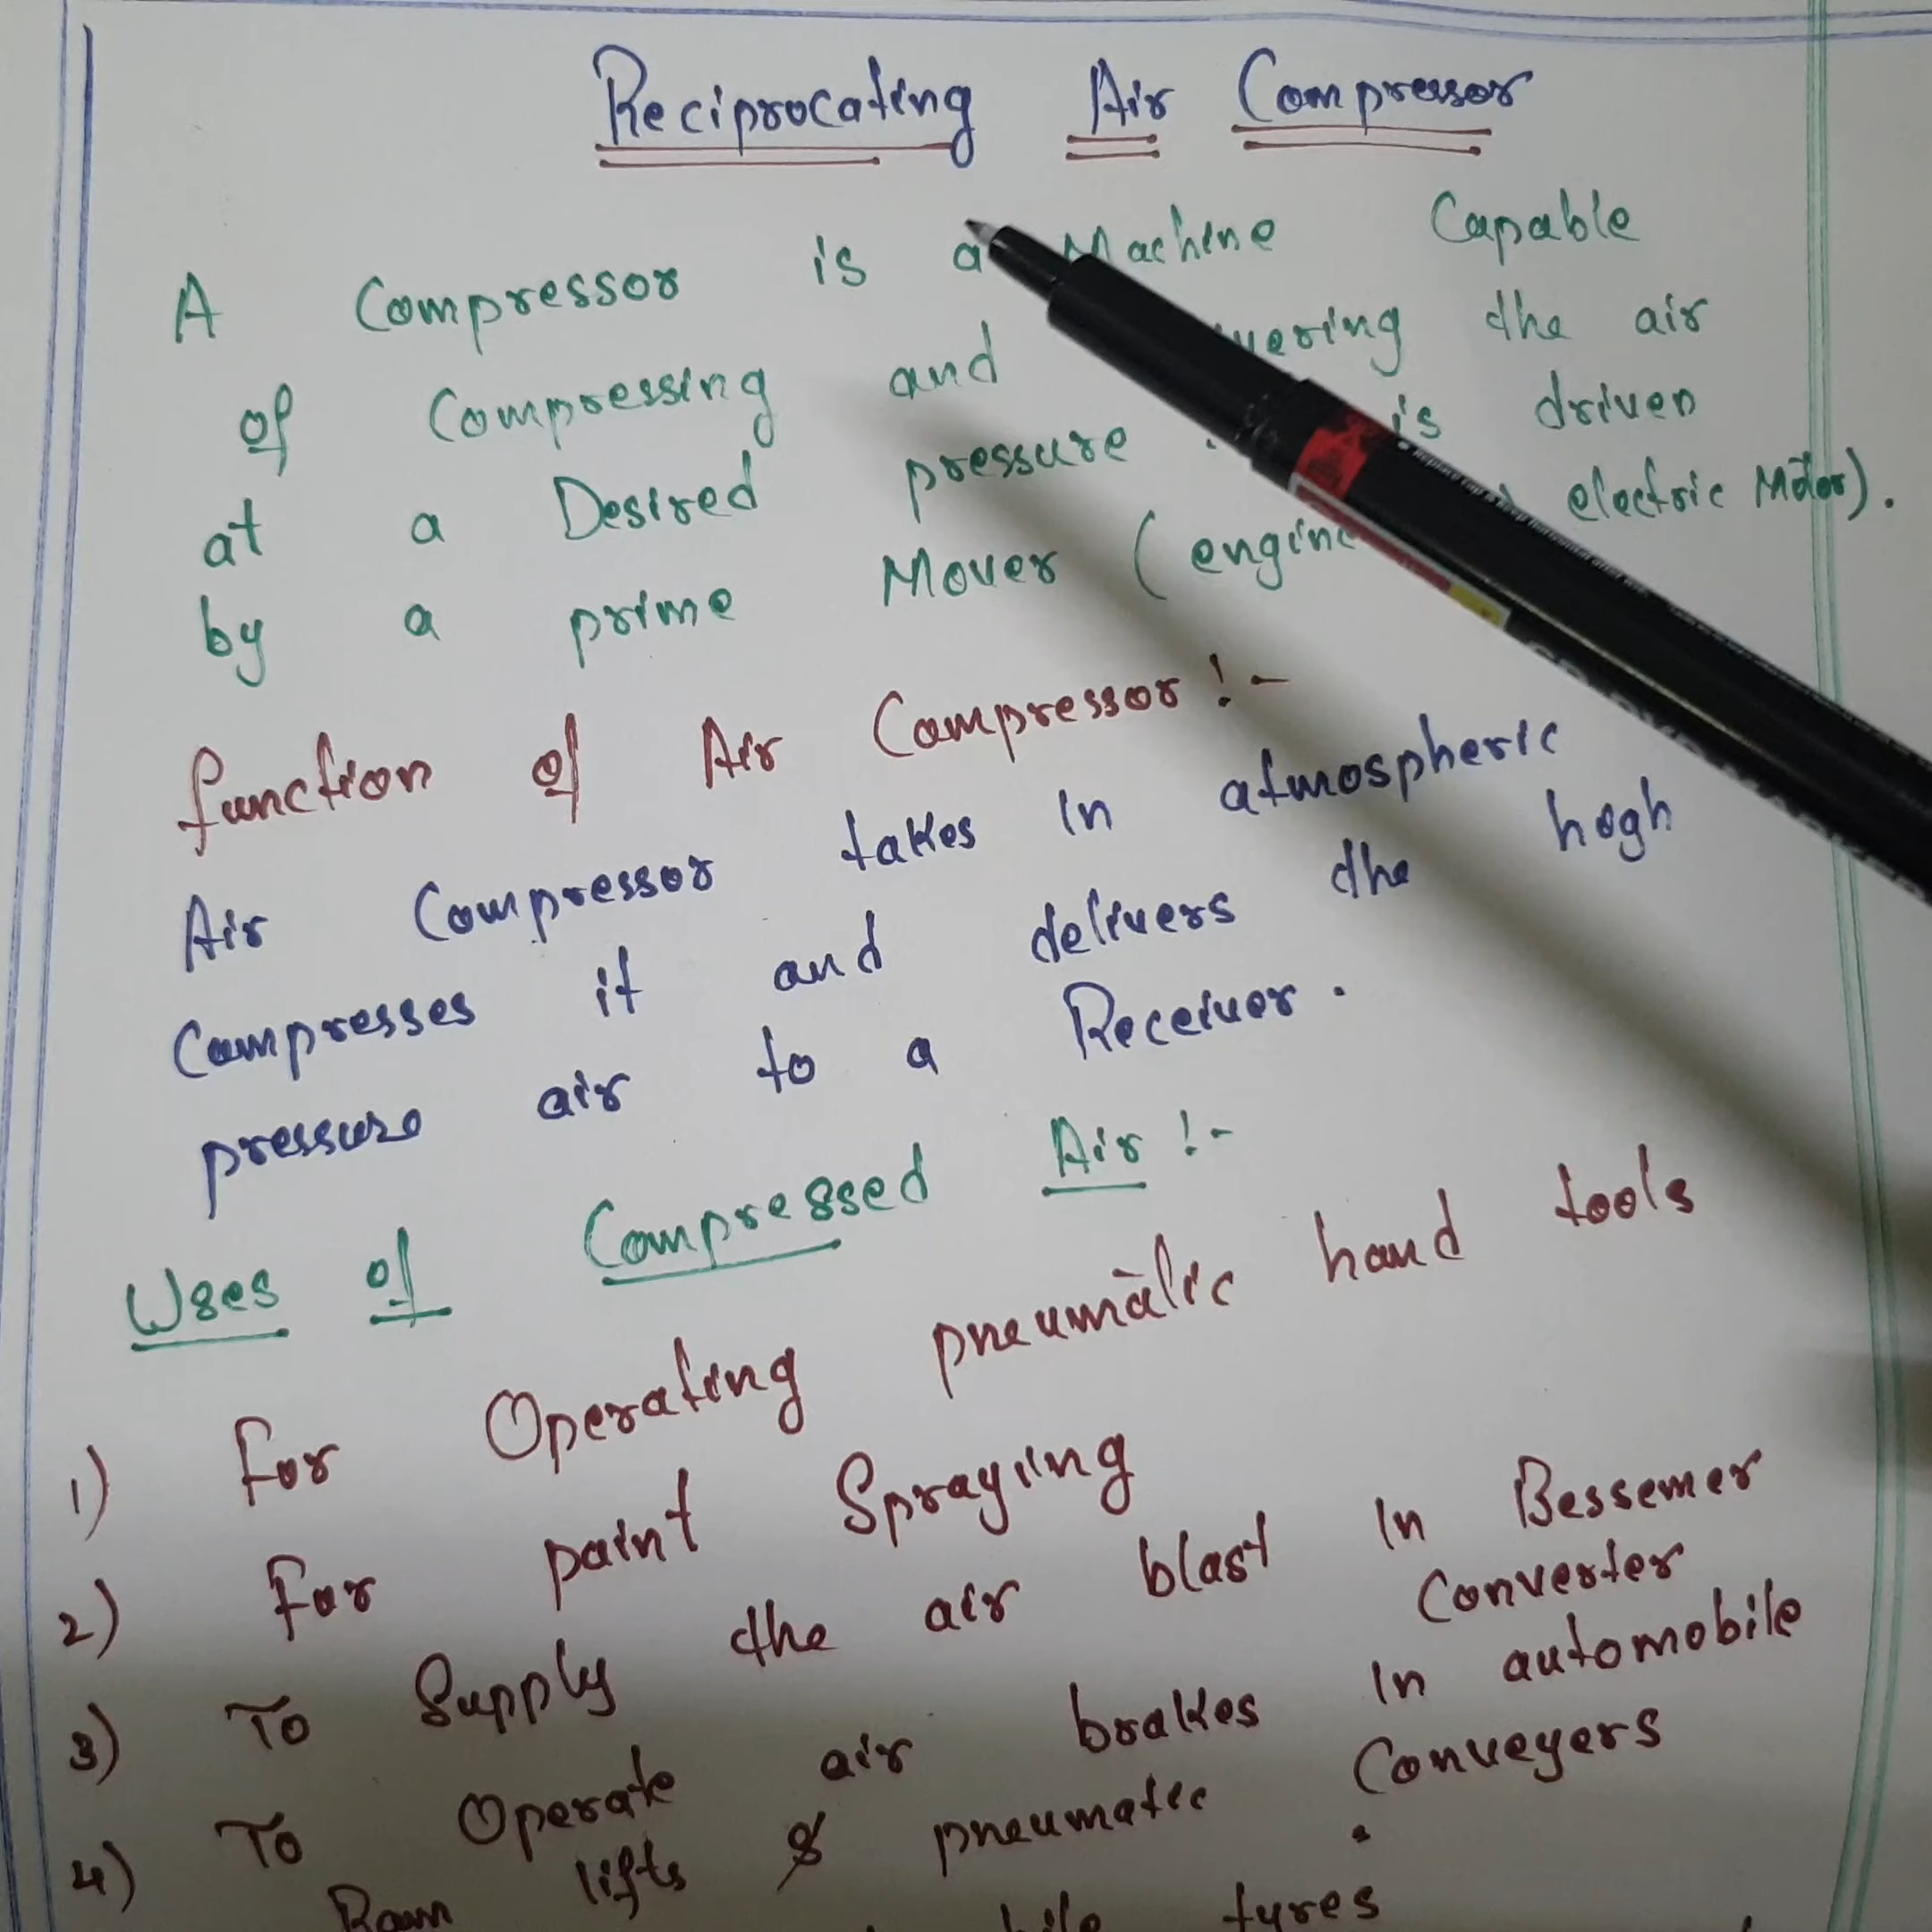 Reciprocating Air Compressor
A Compressor is a Machine Capable
of Compressing and the air
at a Desired pressure is driven
by a prime Mover (engine electric Motor).
function of Air Compressor :-
Air Compressor takes in atmospheric
Compresses it and delivers the high
pressure air to a Receiver.
Uses of Compressed Air :-
1) For Operating pneumatic hand tools
2) For paint Sprayiing
3) To Supply the air blast in Bessemer
Converter
4) To Operate air brakes in automobile
Ram lifts & pneumatic Conveyers.
tyres